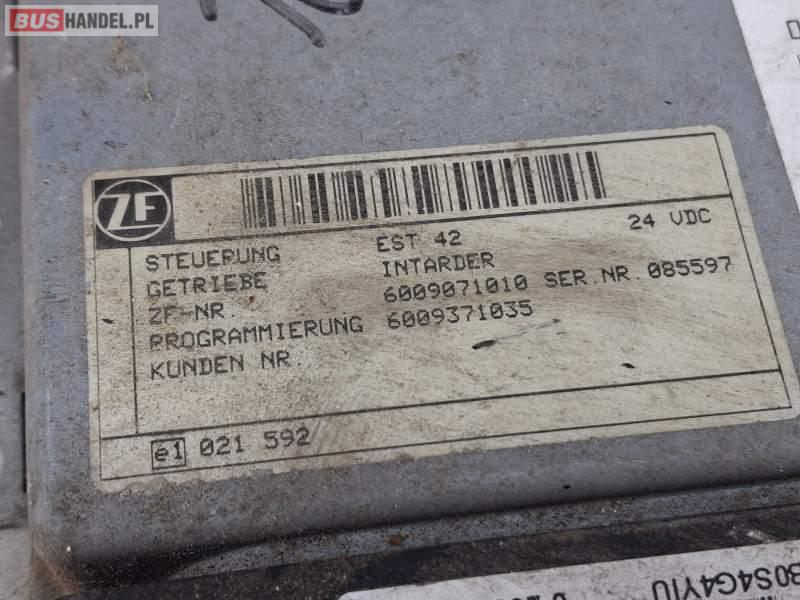 BUSHANDEL.PL
ZF
STEUERUNG EST 42 24 VDC
GETRIEBE INTARDER
ZF-NR. 6009071010 SER.NR. 085597
PROGRAMMIERUNG 6009371035
KUNDEN NR.
e1 021 592
B0S4G4YIU